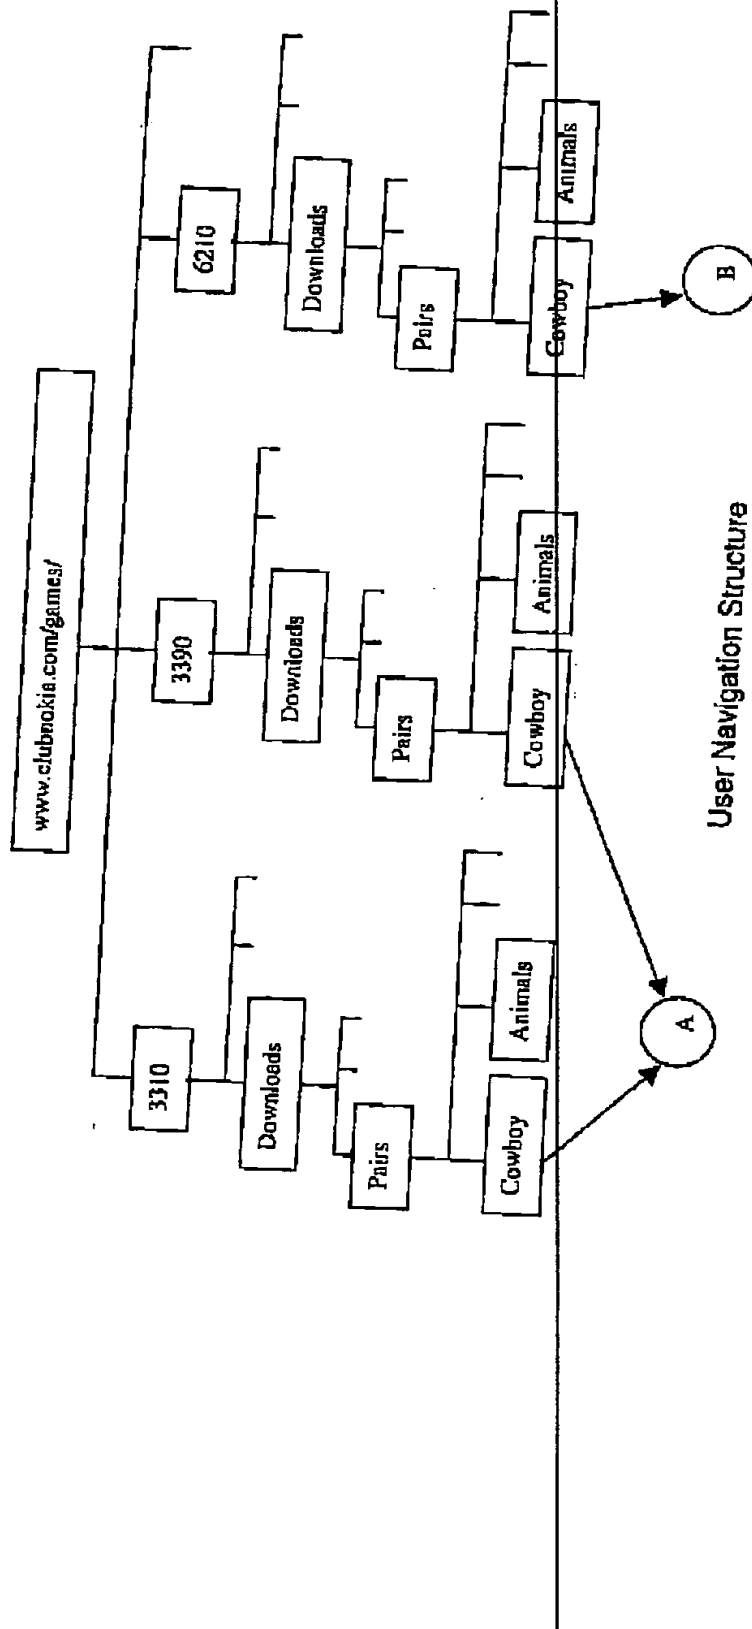 www.clubnokia.com/games/
3310
3390
6210
Downloads
Downloads
Downloads
Pairs
Pairs
Pairs
Cowboy
Animals
Cowboy
Animals
Cowboy
Animals
A
B
User Navigation Structure